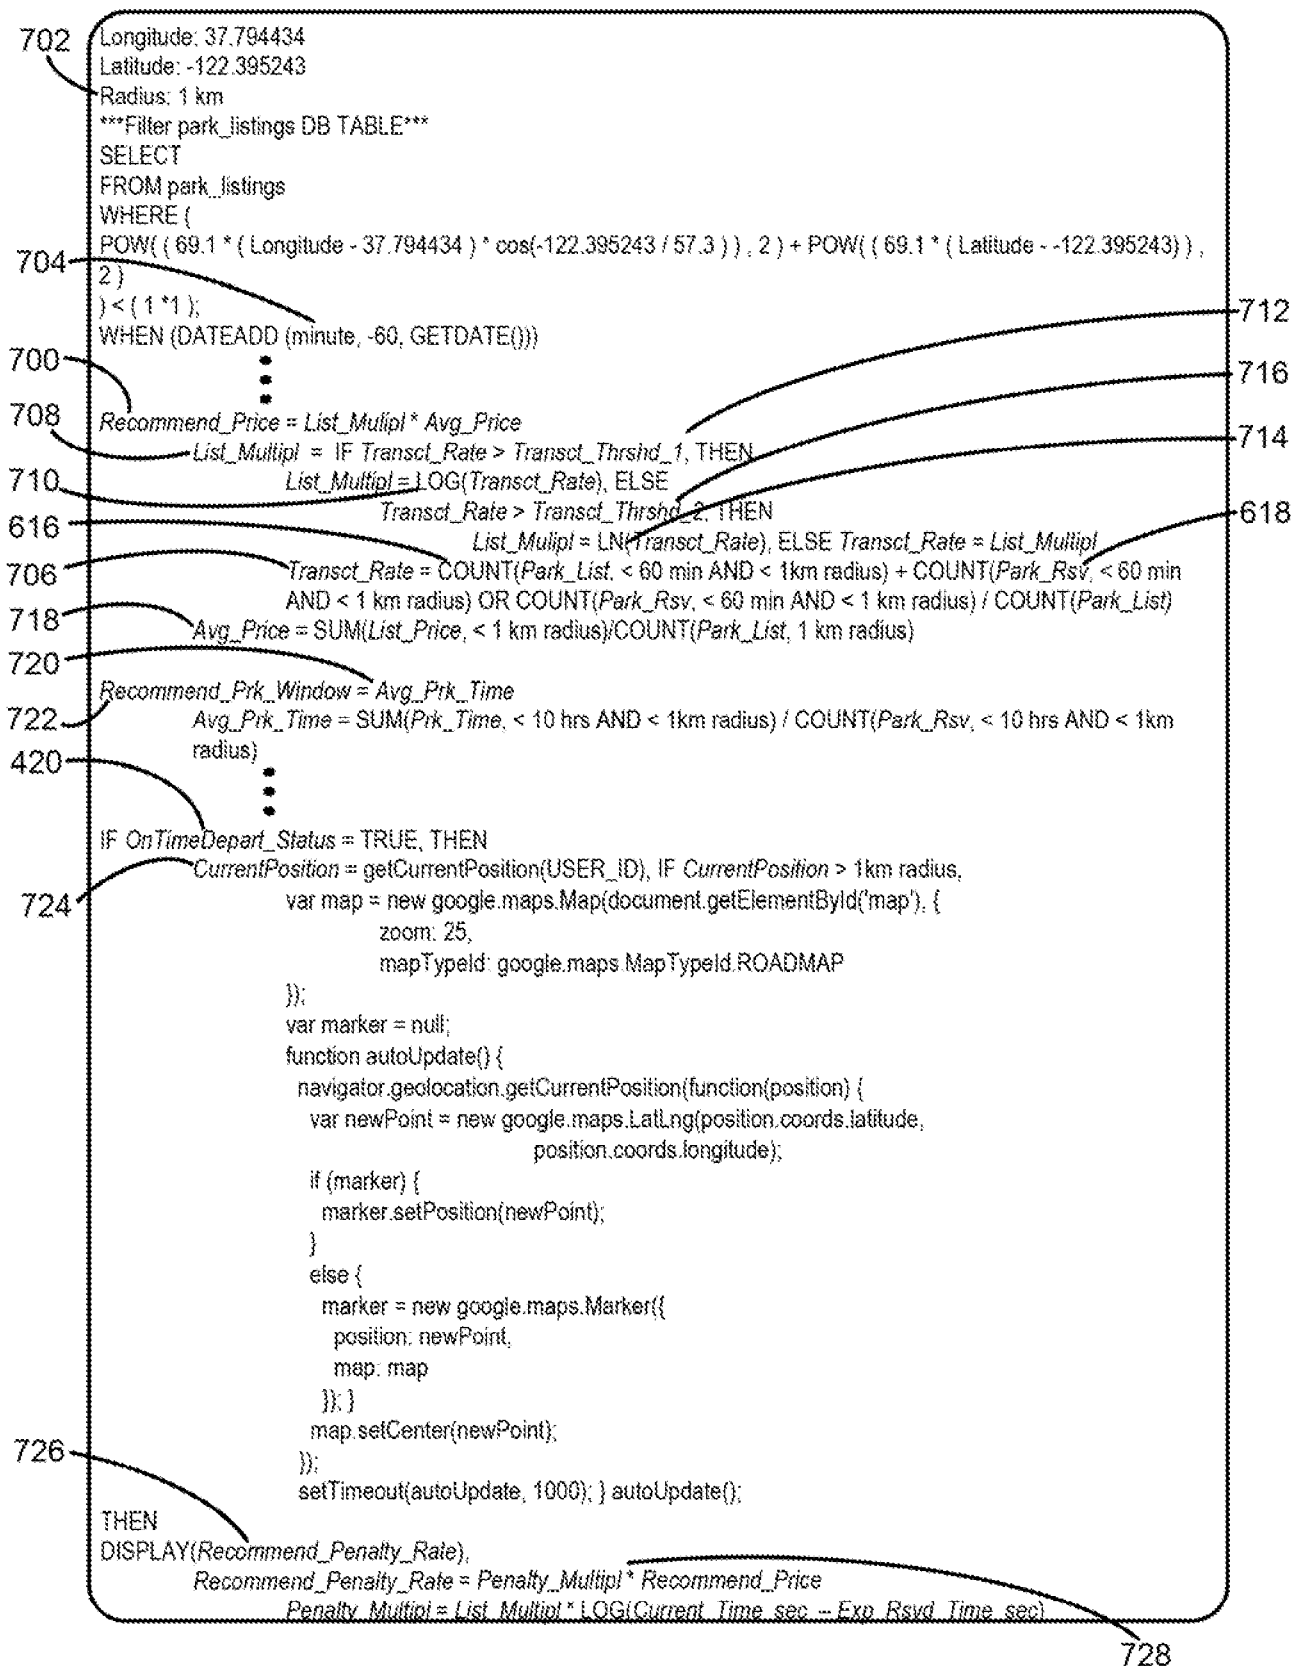 702
Longitude: 37.794434
Latitude: -122.395243
Radius: 1 km
***Filter park_listings DB TABLE***
SELECT
FROM park_listings
WHERE (
POW( ( 69.1 * ( Longitude - 37.794434 ) * cos(-122.395243 / 57.3 ) ) , 2 ) + POW( ( 69.1 * ( Latitude - -122.395243) ) ,
704
2 )
) < ( 1 *1 );
712
WHEN (DATEADD (minute, -60, GETDATE()))
700
716
708
Recommend_Price = List_Mulipl * Avg_Price
714
List_Multipl = IF Transct_Rate > Transct_Thrshd_1, THEN
710
List_Multipl = LOG(Transct_Rate), ELSE
Transct_Rate > Transct_Thrshd_2, THEN
618
616
List_Mulipl = LN(Transct_Rate), ELSE Transct_Rate = List_Multipl
706
Transct_Rate = COUNT(Park_List, < 60 min AND < 1km radius) + COUNT(Park_Rsv, < 60 min
AND < 1 km radius) OR COUNT(Park_Rsv, < 60 min AND < 1 km radius) / COUNT(Park_List)
718
Avg_Price = SUM(List_Price, < 1 km radius)/COUNT(Park_List, 1 km radius)
720
Recommend_Prk_Window = Avg_Prk_Time
722
Avg_Prk_Time = SUM(Prk_Time, < 10 hrs AND < 1km radius) / COUNT(Park_Rsv, < 10 hrs AND < 1km
radius)
420
IF OnTimeDepart_Status = TRUE, THEN
CurrentPosition = getCurrentPosition(USER_ID), IF CurrentPosition > 1km radius,
724
var map = new google.maps.Map(document.getElementById('map'), {
zoom: 25,
mapTypeId: google.maps.MapTypeId.ROADMAP
});
var marker = null;
function autoUpdate() {
navigator.geolocation.getCurrentPosition(function(position) {
var newPoint = new google.maps.LatLng(position.coords.latitude,
position.coords.longitude);
if (marker) {
marker.setPosition(newPoint);
}
else {
marker = new google.maps.Marker({
position: newPoint,
map: map
}); }
map.setCenter(newPoint);
726
});
setTimeout(autoUpdate, 1000); } autoUpdate();
THEN
DISPLAY(Recommend_Penalty_Rate),
Recommend_Penalty_Rate = Penalty_Multipl * Recommend_Price
Penalty_Multipl = List_Multipl * LOG(Current_Time_sec – Exp_Rsvd_Time_sec)
728